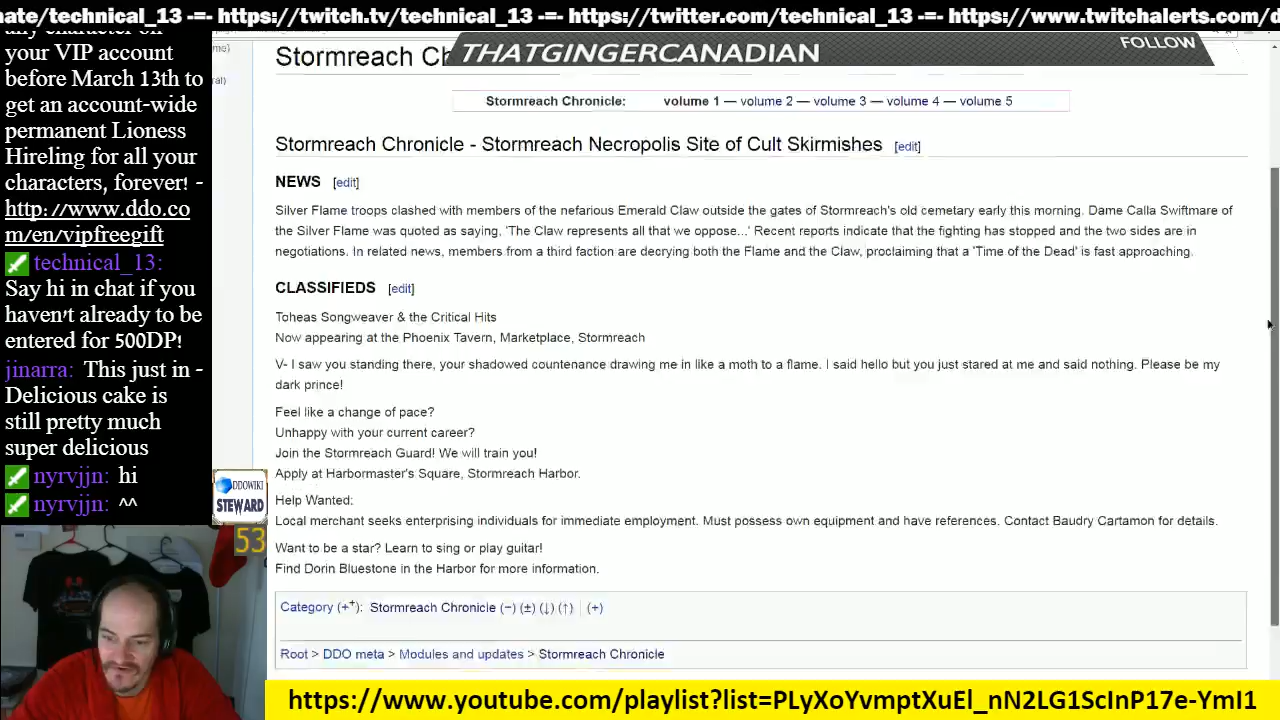 nate/technical_13 -=- https://twitch.tv/technical_13 -=- https://twitter.com/technical_13 -=- https://www.twitchalerts.com/d
any character on
your VIP account
before March 13th to
get an account-wide
permanent Lioness
Hireling for all your
characters, forever! -
http://www.ddo.co
m/en/vipfreegift
technical_13:
Say hi in chat if you
haven't already to be
entered for 500DP!
jinarra: This just in -
Delicious cake is
still pretty much
super delicious
nyrvjjn: hi
nyrvjjn: ^^
DDOWIKI
STEWARD
53
THATGINGERCANADIAN
FOLLOW
Stormreach Ch
Stormreach Chronicle: volume 1 — volume 2 — volume 3 — volume 4 — volume 5
Stormreach Chronicle - Stormreach Necropolis Site of Cult Skirmishes [edit]
NEWS [edit]
Silver Flame troops clashed with members of the nefarious Emerald Claw outside the gates of Stormreach's old cemetary early this morning. Dame Calla Swiftmare of
the Silver Flame was quoted as saying, 'The Claw represents all that we oppose...' Recent reports indicate that the fighting has stopped and the two sides are in
negotiations. In related news, members from a third faction are decrying both the Flame and the Claw, proclaiming that a 'Time of the Dead' is fast approaching.
CLASSIFIEDS [edit]
Toheas Songweaver & the Critical Hits
Now appearing at the Phoenix Tavern, Marketplace, Stormreach
V- I saw you standing there, your shadowed countenance drawing me in like a moth to a flame. I said hello but you just stared at me and said nothing. Please be my
dark prince!
Feel like a change of pace?
Unhappy with your current career?
Join the Stormreach Guard! We will train you!
Apply at Harbormaster's Square, Stormreach Harbor.
Help Wanted:
Local merchant seeks enterprising individuals for immediate employment. Must possess own equipment and have references. Contact Baudry Cartamon for details.
Want to be a star? Learn to sing or play guitar!
Find Dorin Bluestone in the Harbor for more information.
Category (+⁺): Stormreach Chronicle (−) (±) (↓) (↑) (+)
Root > DDO meta > Modules and updates > Stormreach Chronicle
https://www.youtube.com/playlist?list=PLyXoYvmptXuEl_nN2LG1ScInP17e-YmI1